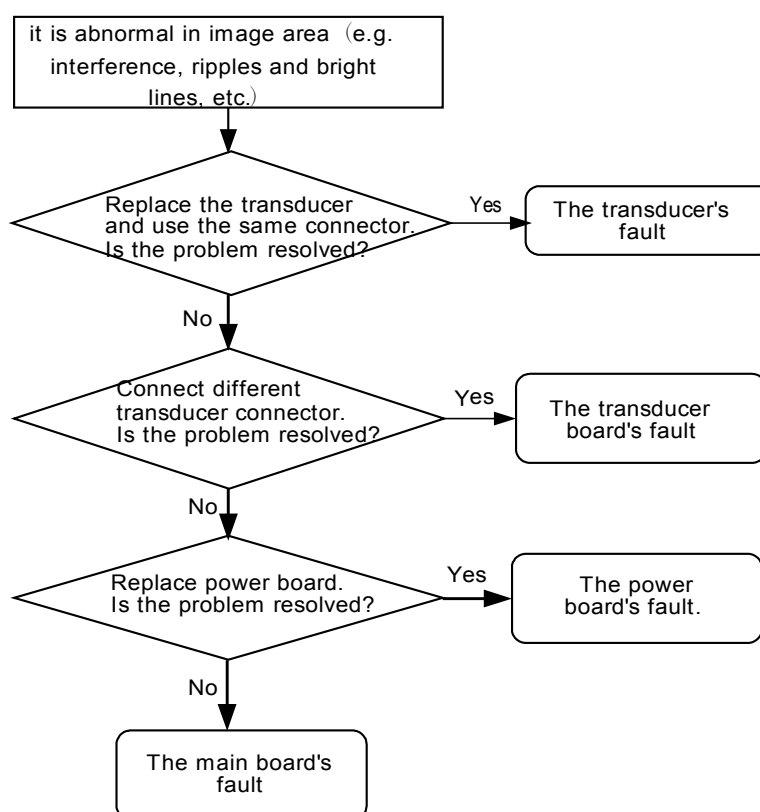 it is abnormal in image area （e.g.
interference, ripples and bright
lines, etc.）
Replace the transducer
and use the same connector.
Is the problem resolved?
Yes
The transducer's
fault
No
Connect different
transducer connector.
Is the problem resolved?
Yes
The transducer
board's fault
No
Replace power board.
Is the problem resolved?
Yes
The power
board's fault.
No
The main board's
fault